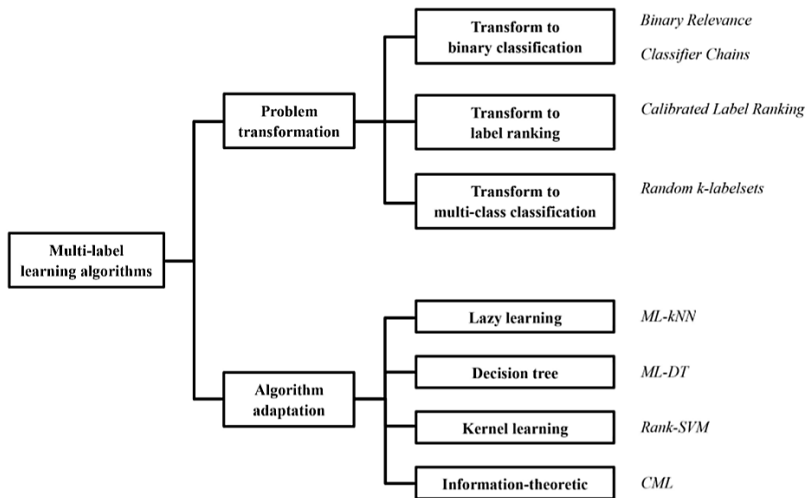 Transform to
binary classification
Binary Relevance
Classifier Chains
Problem
transformation
Transform to
label ranking
Calibrated Label Ranking
Transform to
multi-class classification
Random k-labelsets
Multi-label
learning algorithms
Lazy learning
ML-kNN
Decision tree
ML-DT
Algorithm
adaptation
Kernel learning
Rank-SVM
Information-theoretic
CML